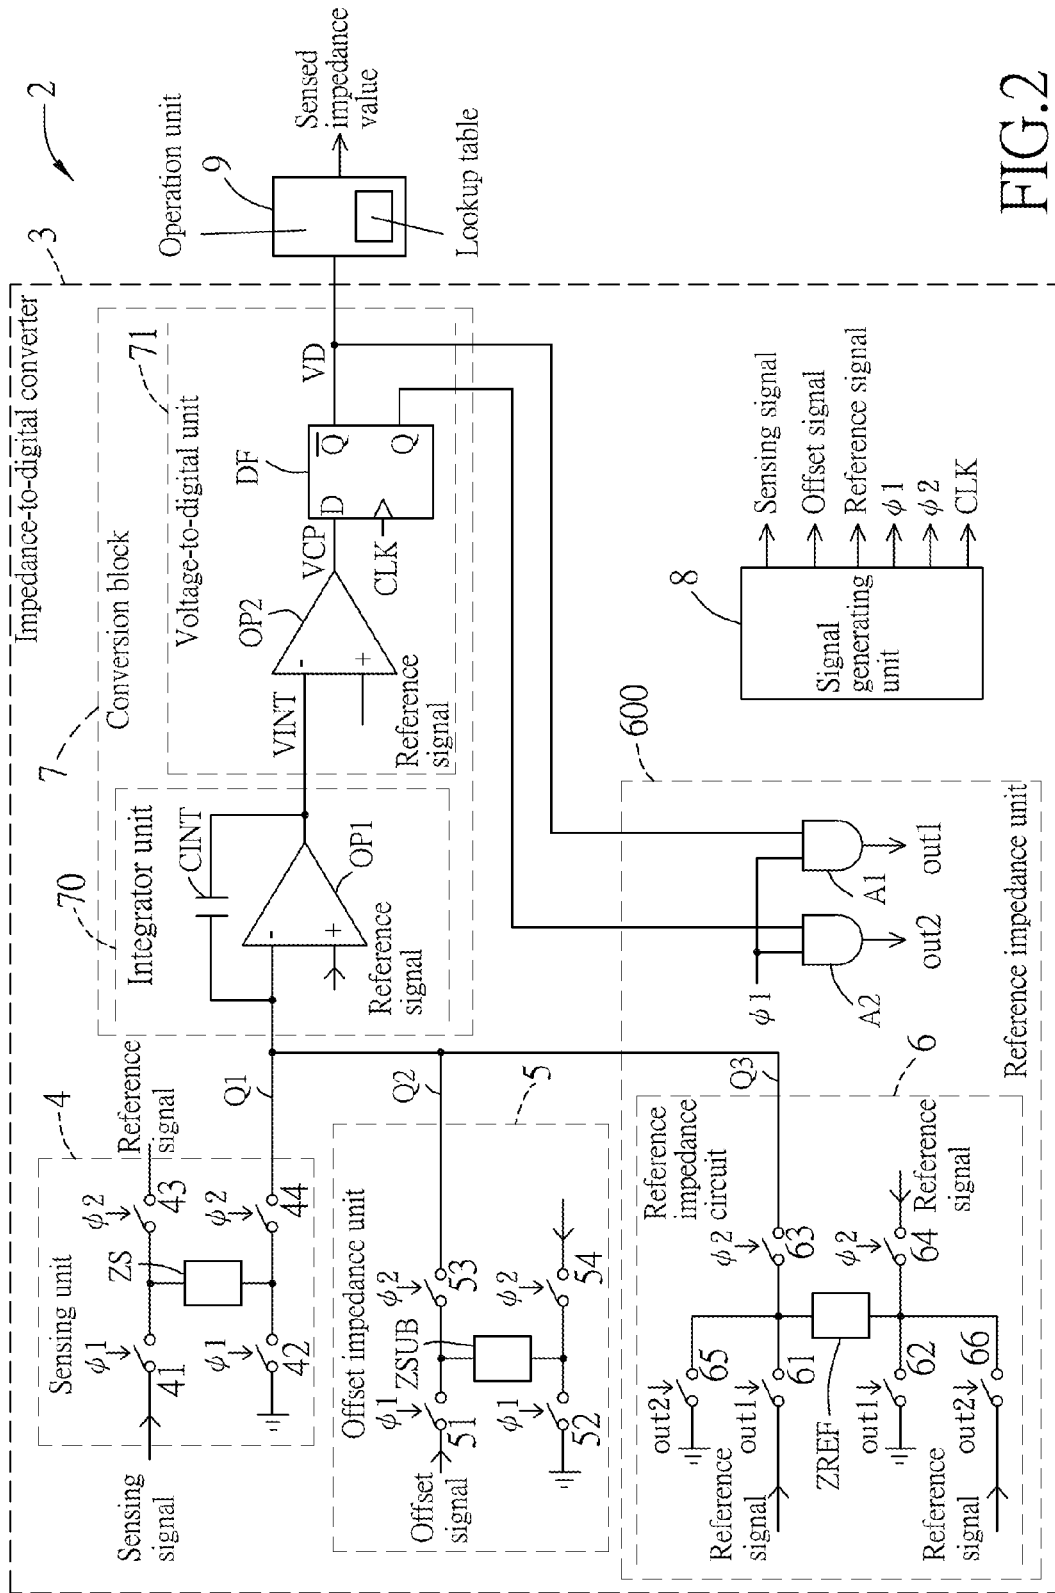 FIG.2
2
Impedance-to-digital converter
3
Conversion block
7
Voltage-to-digital unit
71
Integrator unit
70
CINT
OP1
-
+
Reference
signal
VINT
OP2
-
+
Reference
signal
VCP
DF
D
Q
Q
CLK
VD
Operation unit
9
Lookup table
Sensed
impedance
value
Sensing unit
4
Sensing
signal
ϕ1
41
ϕ1
42
ZS
ϕ2
43
ϕ2
44
Reference
signal
Q1
Offset impedance unit
5
Offset
signal
ϕ1
51
ϕ1
52
ZSUB
ϕ2
53
ϕ2
54
Q2
Reference impedance unit
600
Reference
impedance
circuit
6
Q3
out2
65
out1
61
Reference
signal
ZREF
out1
62
out2
66
Reference
signal
ϕ2
63
ϕ2
64
Reference
signal
ϕ1
A2
out2
A1
out1
8
Signal
generating
unit
Sensing signal
Offset signal
Reference signal
ϕ1
ϕ2
CLK